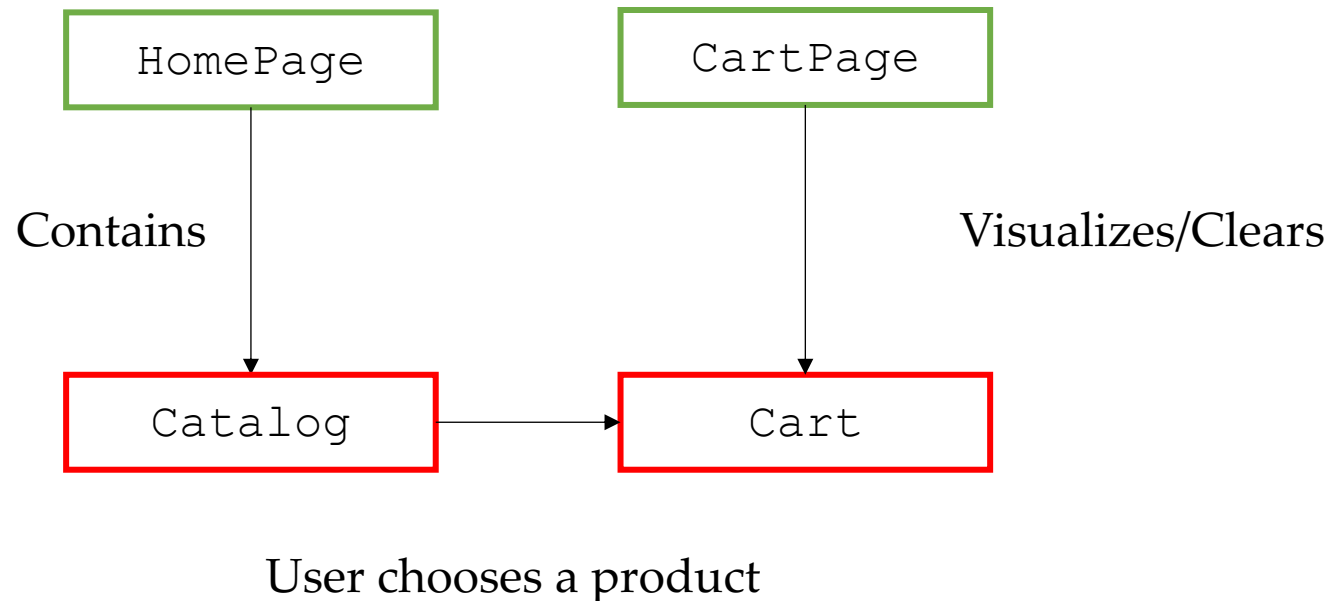 HomePage
CartPage
Contains
Visualizes/Clears
Catalog
Cart
User chooses a product